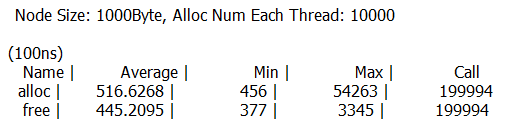 Node Size: 1000Byte, Alloc Num Each Thread: 10000
(100ns)
Name | Average | Min | Max | Call
alloc | 516.6268 | 456 | 54263 | 199994
free | 445.2095 | 377 | 3345 | 199994